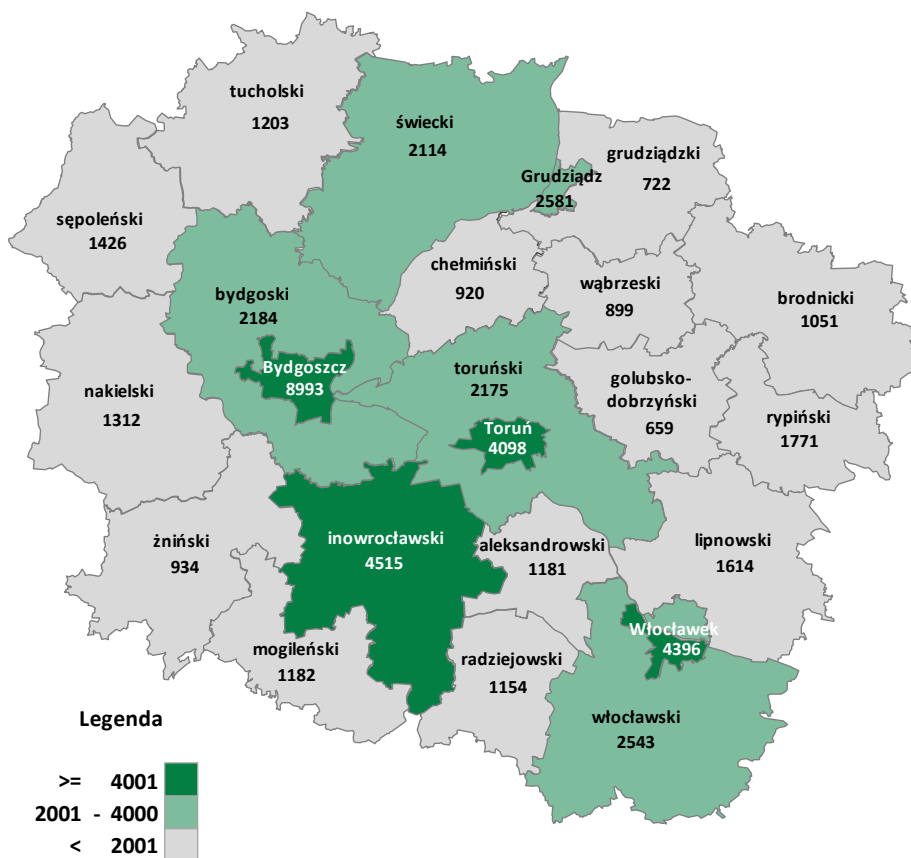 tucholski
1203
świecki
2114
grudziądzki
722
Grudziądz
2581
sępoleński
1426
chełmiński
920
wąbrzeski
899
brodnicki
1051
bydgoski
2184
Bydgoszcz
8993
toruński
2175
golubsko-
dobrzyński
659
nakielski
1312
rypiński
1771
Toruń
4098
żniński
934
inowrocławski
4515
aleksandrowski
1181
lipnowski
1614
mogileński
1182
radziejowski
1154
Włocławek
4396
włocławski
2543
Legenda
>= 4001
2001 - 4000
< 2001